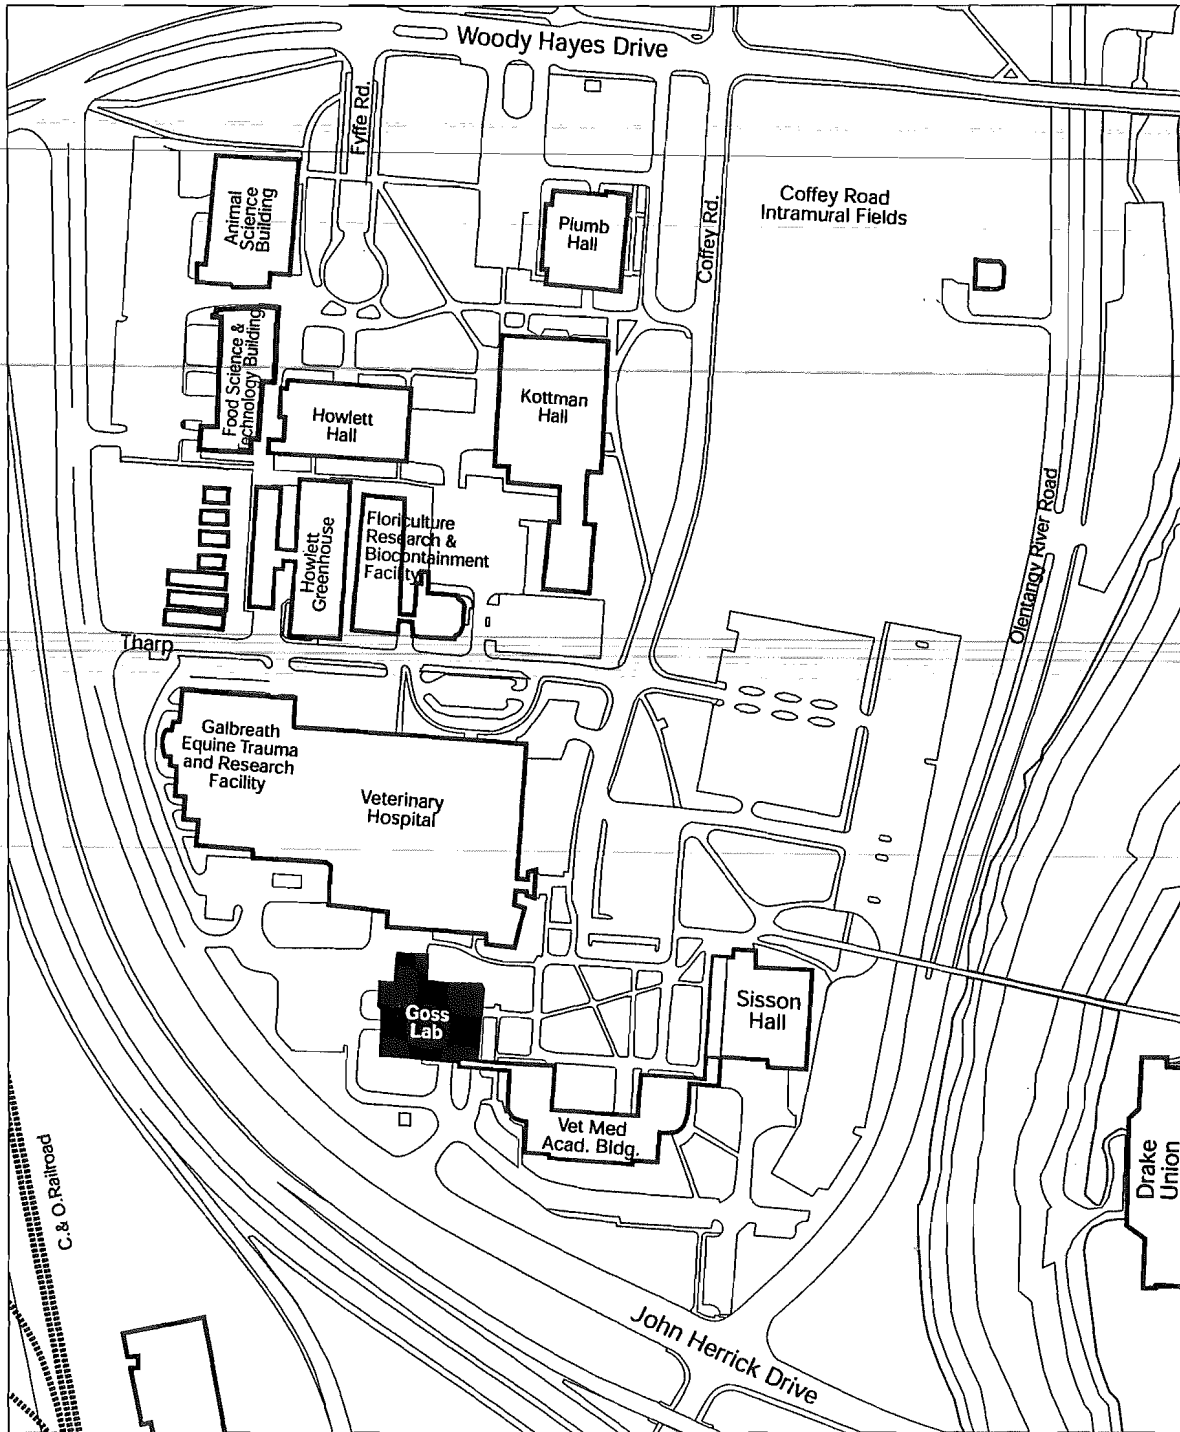 Woody Hayes Drive
Fyffe Rd.
Animal
Science
Building
Plumb
Hall
Coffey Rd.
Coffey Road
Intramural Fields
Food Science &
Technology Building
Howlett
Hall
Kottman
Hall
Howlett
Greenhouse
Floriculture
Research &
Biocontainment
Facility
Olentangy River Road
Tharp
Galbreath
Equine Trauma
and Research
Facility
Veterinary
Hospital
Goss
Lab
Sisson
Hall
Vet Med
Acad. Bldg.
Drake
Union
C.& O.Railroad
John Herrick Drive